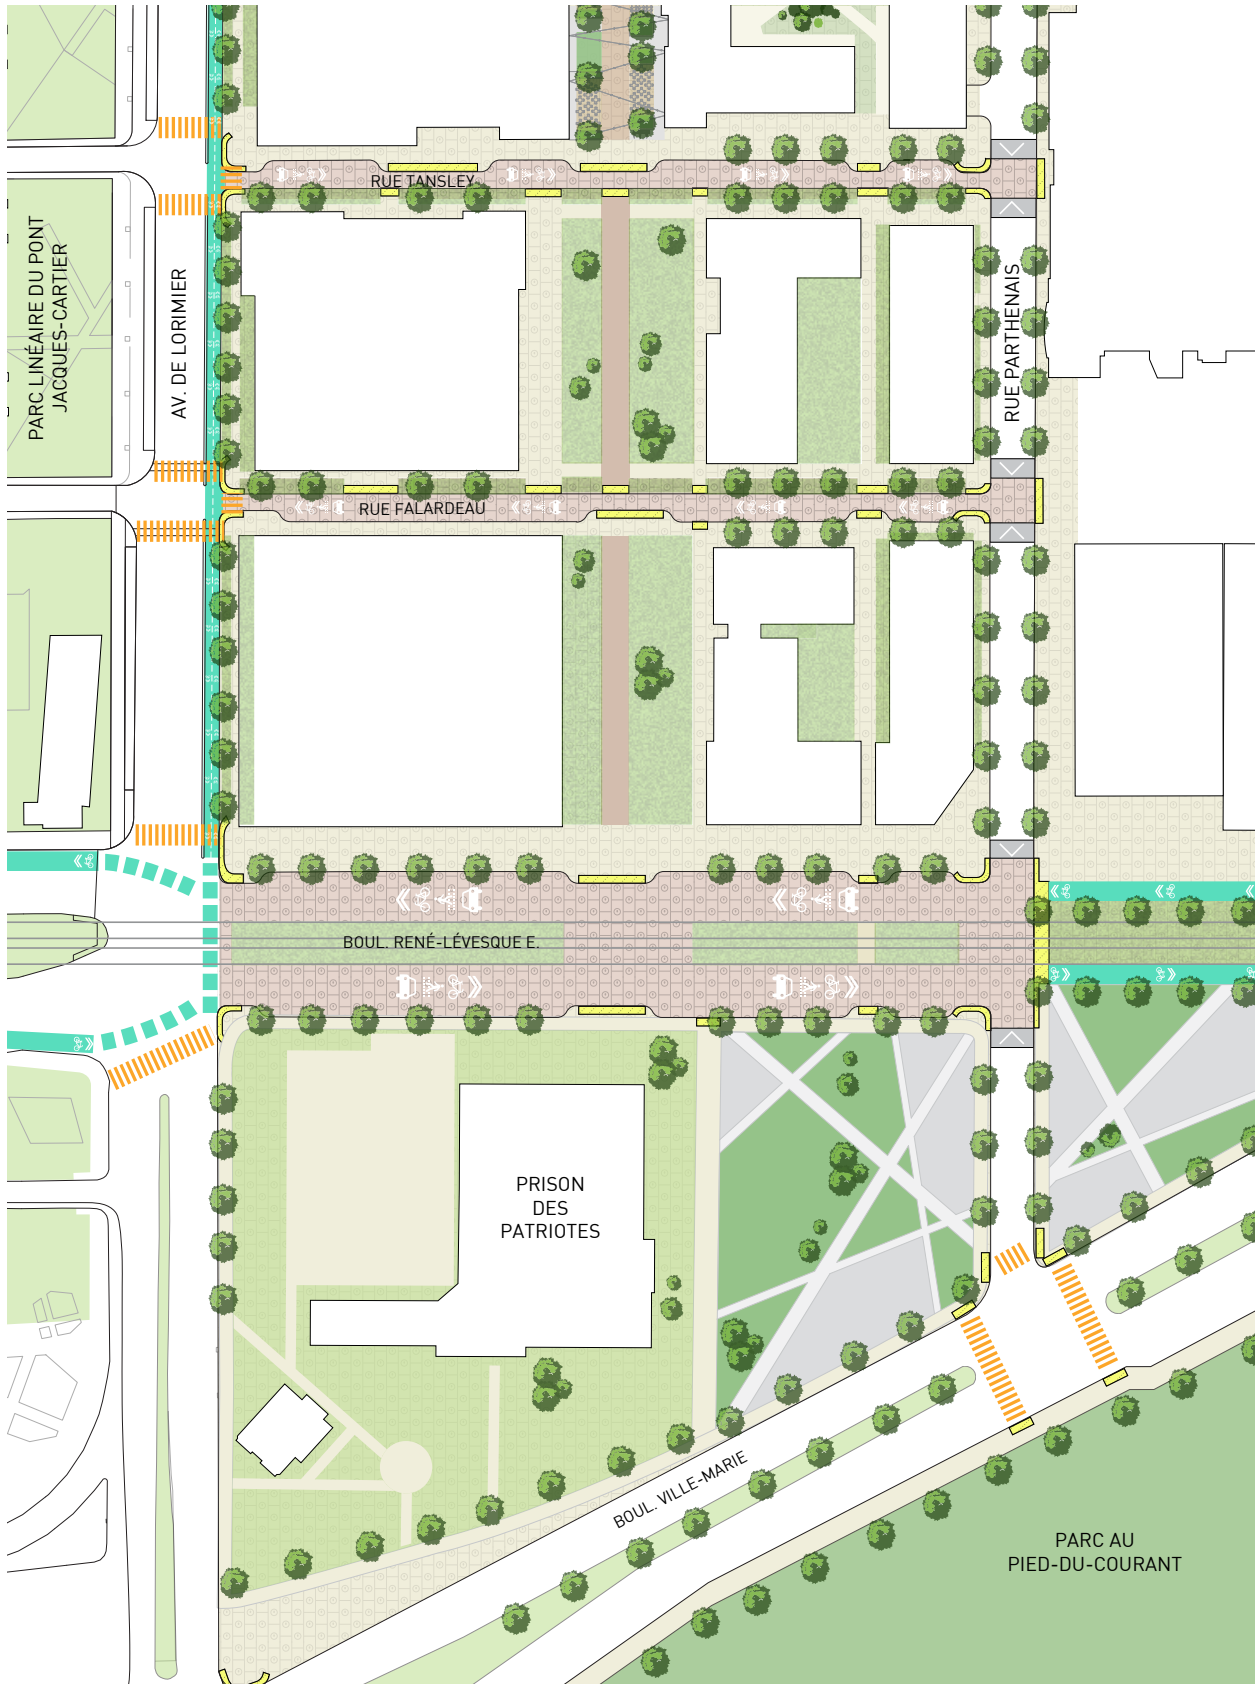 RUE TANSLEY
PARC LINÉAIRE DU PONT
JACQUES-CARTIER
AV. DE LORIMIER
RUE PARTHENAIS
RUE FALARDEAU
BOUL. RENÉ-LÉVESQUE E.
PRISON
DES
PATRIOTES
BOUL. VILLE-MARIE
PARC AU
PIED-DU-COURANT